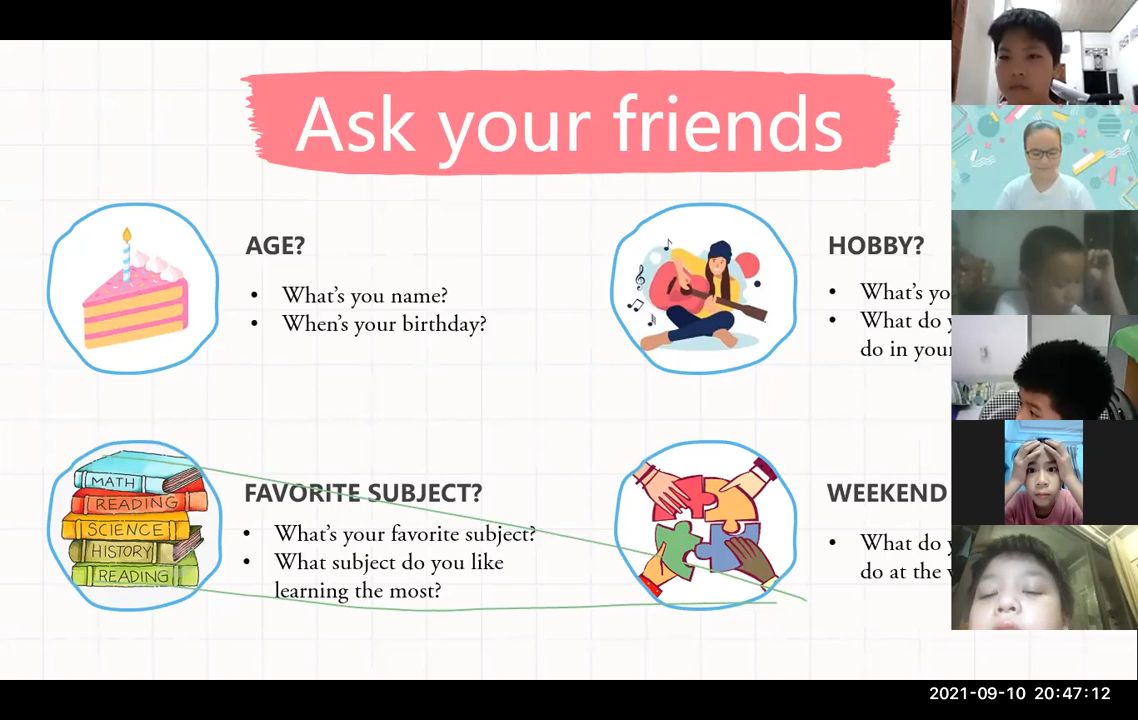 Ask your friends
AGE?
• What's you name?
• When's your birthday?
HOBBY?
• What's
• What do
do in
MATH
READING
SCIENCE
HISTORY
READING
FAVORITE SUBJECT?
• What's your favorite subject?
• What subject do you like
learning the most?
WEEKEND
• What do
do at the
2021-09-10 20:47:12